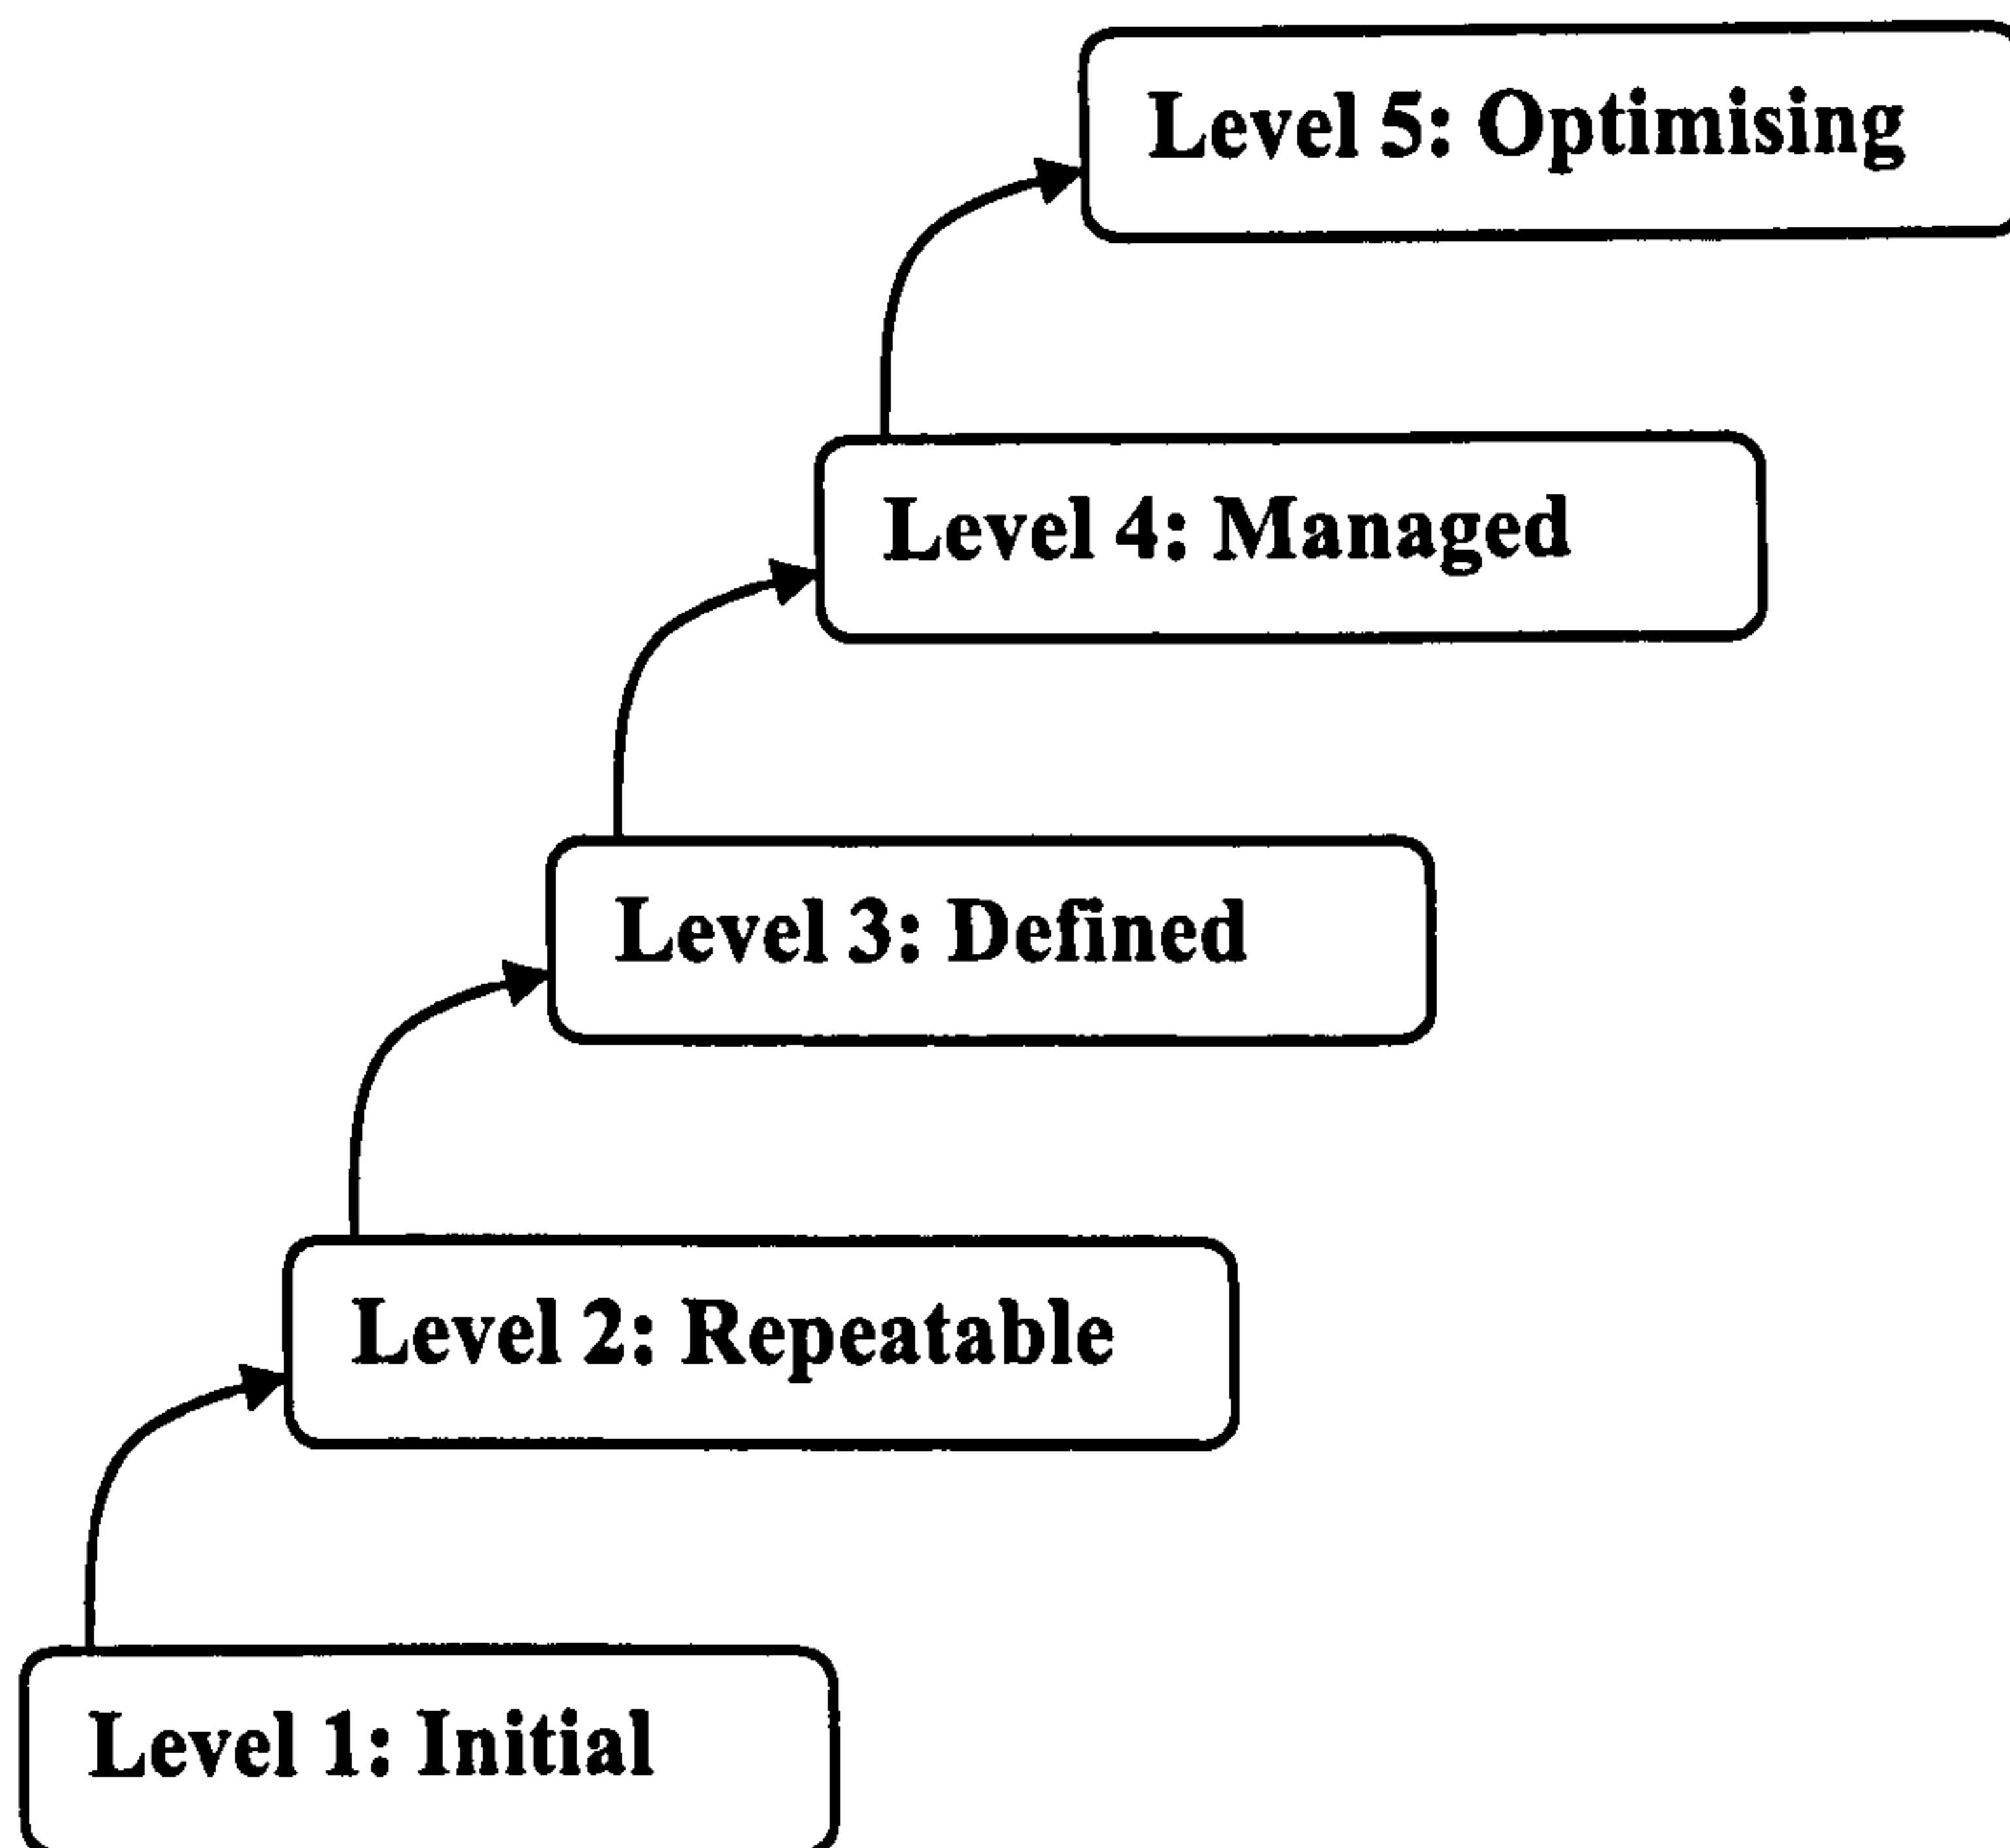 Level 5: Optimising
Level 4: Managed
Level 3: Defined
Level 2: Repeatable
Level 1: Initial